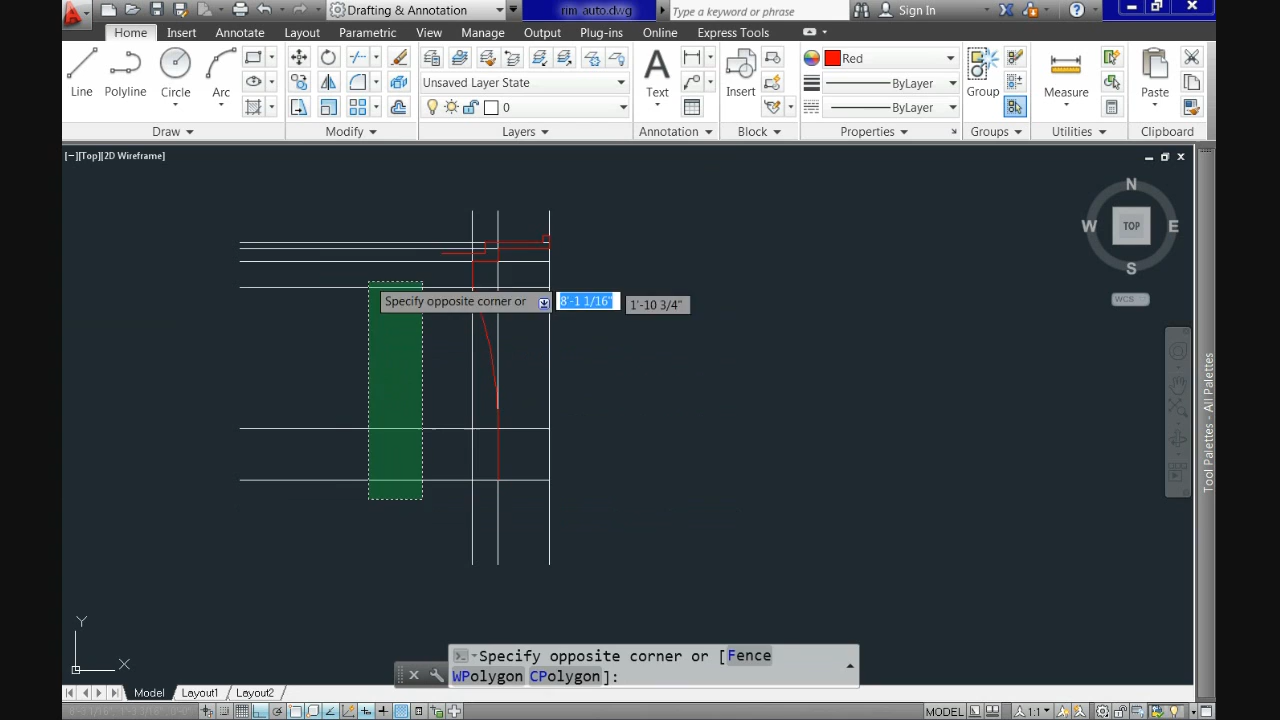 Drafting & Annotation
rim_auto.dwg
Type a keyword or phrase
Sign In
Home Insert Annotate Layout Parametric View Manage Output Plug-ins Online Express Tools
Unsaved Layer State
Red
Line Polyline Circle Arc
0
Text
Insert
ByLayer
ByLayer
Group
Measure
Paste
Draw Modify Layers Annotation Block Properties Groups Utilities Clipboard
[−][Top][2D Wireframe]
N
W TOP E
S
WCS
Specify opposite corner or 8'-1 1/16" 1'-10 3/4"
Tool Palettes - All Palettes
Y
X
Specify opposite corner or [Fence
WPolygon CPolygon]:
Model Layout1 Layout2
MODEL 1:1